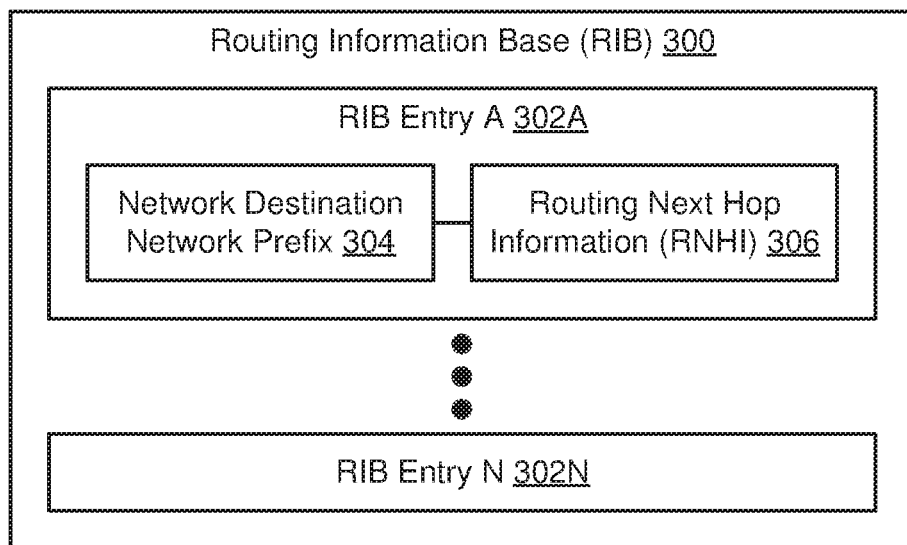 Routing Information Base (RIB) 300
RIB Entry A 302A
Network Destination
Network Prefix 304
Routing Next Hop
Information (RNHI) 306
RIB Entry N 302N